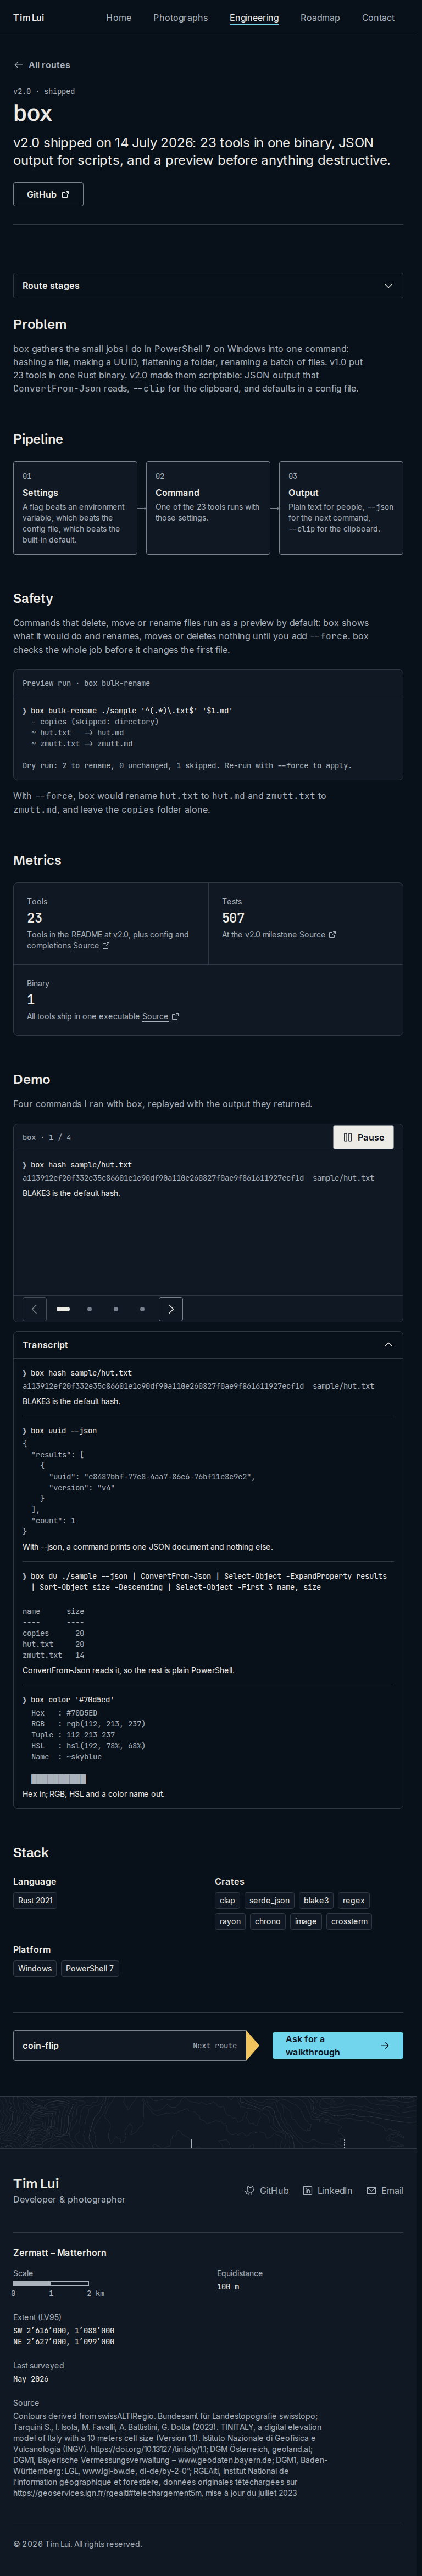 Tim Lui
Home
Photographs
Engineering
Roadmap
Contact
All routes
v2.0 · shipped
box
v2.0 shipped on 14 July 2026: 23 tools in one binary, JSON
output for scripts, and a preview before anything destructive.
GitHub
Route stages
Problem
box gathers the small jobs I do in PowerShell 7 on Windows into one command:
hashing a file, making a UUID, flattening a folder, renaming a batch of files. v1.0 put
23 tools in one Rust binary. v2.0 made them scriptable: JSON output that
ConvertFrom-Json reads, --clip for the clipboard, and defaults in a config file.
Pipeline
01
Settings
A flag beats an environment
variable, which beats the
config file, which beats the
built-in default.
02
Command
One of the 23 tools runs with
those settings.
03
Output
Plain text for people, --json
for the next command,
--clip for the clipboard.
Safety
Commands that delete, move or rename files run as a preview by default: box shows
what it would do and renames, moves or deletes nothing until you add --force. box
checks the whole job before it changes the first file.
Preview run · box bulk-rename
❯ box bulk-rename ./sample '^(.*)\.txt$' '$1.md'
- copies (skipped: directory)
~ hut.txt --> hut.md
~ zmutt.txt --> zmutt.md
Dry run: 2 to rename, 0 unchanged, 1 skipped. Re-run with --force to apply.
With --force, box would rename hut.txt to hut.md and zmutt.txt to
zmutt.md, and leave the copies folder alone.
Metrics
Tools
23
Tools in the README at v2.0, plus config and
completions Source
Tests
507
At the v2.0 milestone Source
Binary
1
All tools ship in one executable Source
Demo
Four commands I ran with box, replayed with the output they returned.
box · 1 / 4
Pause
❯ box hash sample/hut.txt
a113912ef20f332e35c86601e1c90df90a110e260827f0ae9f861611927ecf1d sample/hut.txt
BLAKE3 is the default hash.
Transcript
❯ box hash sample/hut.txt
a113912ef20f332e35c86601e1c90df90a110e260827f0ae9f861611927ecf1d sample/hut.txt
BLAKE3 is the default hash.
❯ box uuid --json
{
"results": [
{
"uuid": "e8487bbf-77c8-4aa7-86c6-76bf11e8c9e2",
"version": "v4"
}
],
"count": 1
}
With --json, a command prints one JSON document and nothing else.
❯ box du ./sample --json | ConvertFrom-Json | Select-Object -ExpandProperty results
| Sort-Object size -Descending | Select-Object -First 3 name, size
name size
---- ----
copies 20
hut.txt 20
zmutt.txt 14
ConvertFrom-Json reads it, so the rest is plain PowerShell.
❯ box color '#70d5ed'
Hex : #70D5ED
RGB : rgb(112, 213, 237)
Tuple : 112 213 237
HSL : hsl(192, 78%, 68%)
Name : ~skyblue
██████████
Hex in; RGB, HSL and a color name out.
Stack
Language
Rust 2021
Crates
clap
serde_json
blake3
regex
rayon
chrono
image
crossterm
Platform
Windows
PowerShell 7
coin-flip
Next route
Ask for a
walkthrough
Tim Lui
Developer & photographer
GitHub
LinkedIn
Email
Zermatt – Matterhorn
Scale
0 1 2 km
Equidistance
100 m
Extent (LV95)
SW 2’616’000, 1’088’000
NE 2’627’000, 1’099’000
Last surveyed
May 2026
Source
Contours derived from swissALTIRegio. Bundesamt für Landestopografie swisstopo;
Tarquini S., I. Isola, M. Favalli, A. Battistini, G. Dotta (2023). TINITALY, a digital elevation
model of Italy with a 10 meters cell size (Version 1.1). Istituto Nazionale di Geofisica e
Vulcanologia (INGV). https://doi.org/10.13127/tinitaly/1.1; DGM Österreich, geoland.at;
DGM1, Bayerische Vermessungsverwaltung – www.geodaten.bayern.de; DGM1, Baden-
Württemberg: LGL, www.lgl-bw.de, dl-de/by-2-0”; RGEAlti, Institut National de
l’information géographique et forestière, données originales téléchargées sur
https://geoservices.ign.fr/rgealti#telechargement5m, mise à jour du juillet 2023
© 2026 Tim Lui. All rights reserved.